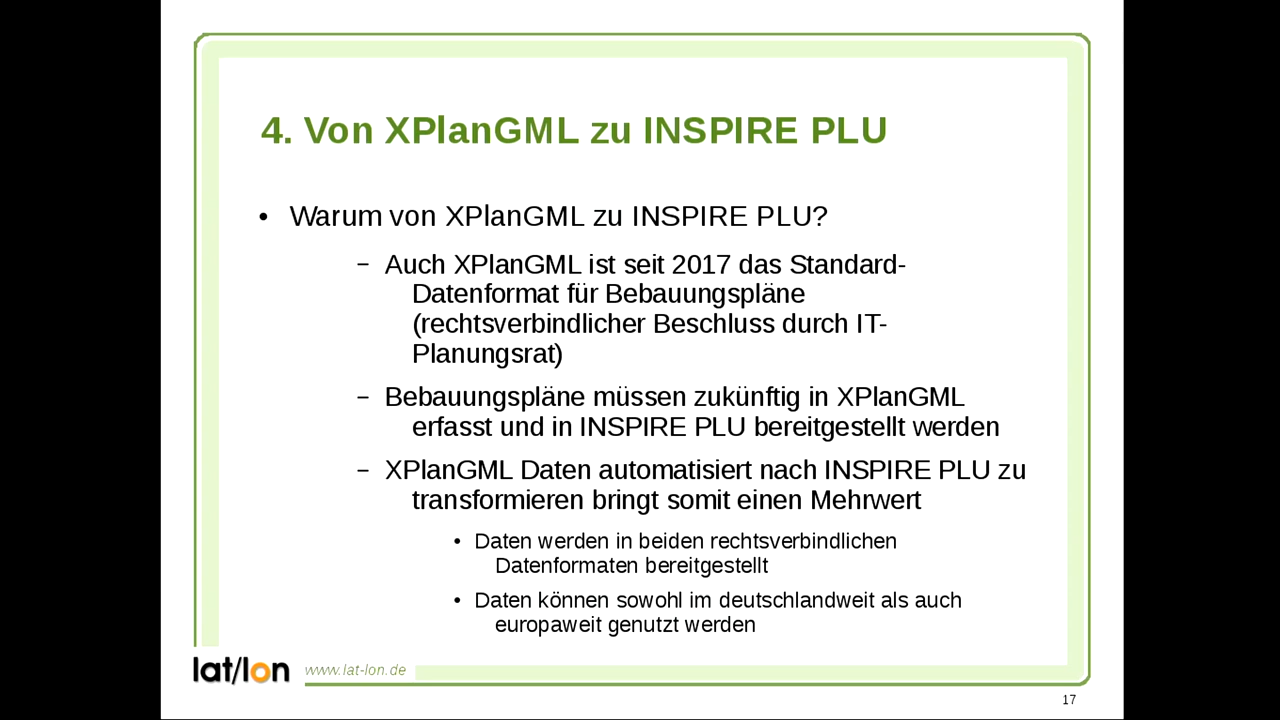 4. Von XPlanGML zu INSPIRE PLU
• Warum von XPlanGML zu INSPIRE PLU?
– Auch XPlanGML ist seit 2017 das Standard-
Datenformat für Bebauungspläne
(rechtsverbindlicher Beschluss durch IT-
Planungsrat)
– Bebauungspläne müssen zukünftig in XPlanGML
erfasst und in INSPIRE PLU bereitgestellt werden
– XPlanGML Daten automatisiert nach INSPIRE PLU zu
transformieren bringt somit einen Mehrwert
• Daten werden in beiden rechtsverbindlichen
Datenformaten bereitgestellt
• Daten können sowohl im deutschlandweit als auch
europaweit genutzt werden
lat/lon www.lat-lon.de
17